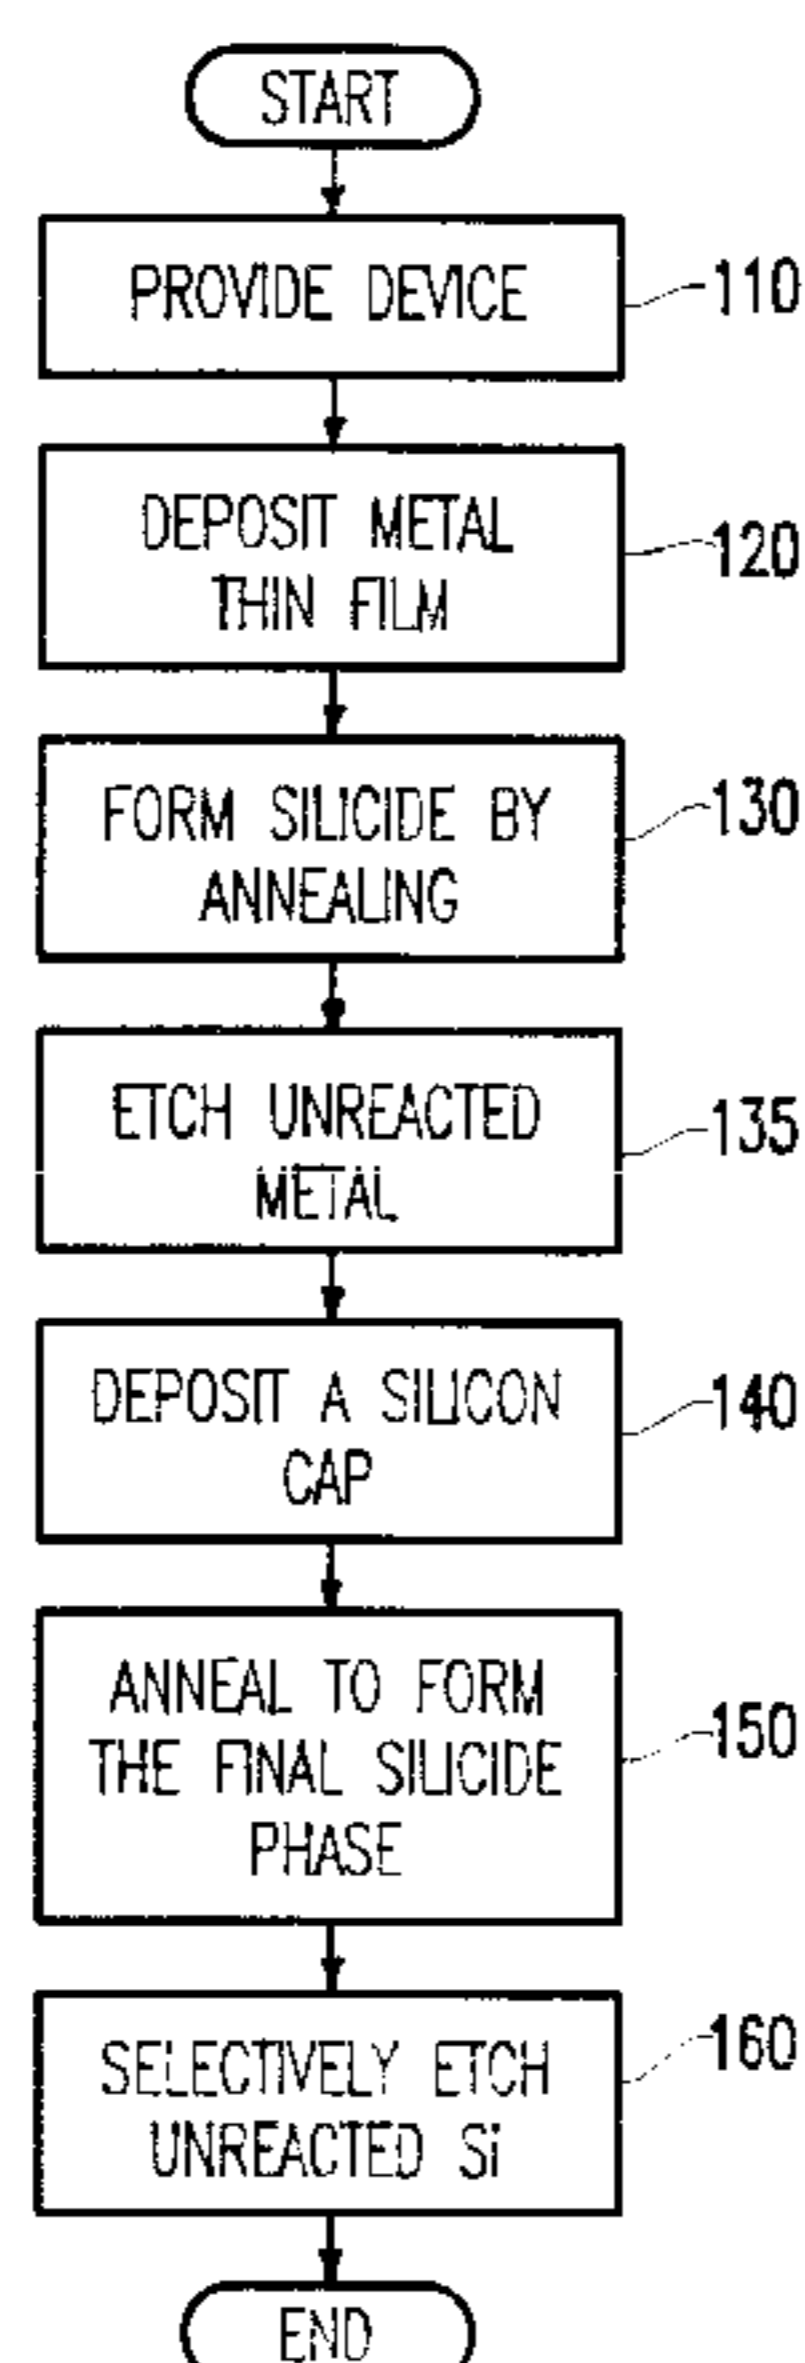 START
PROVIDE DEVICE
110
DEPOSIT METAL
THIN FILM
120
FORM SILICIDE BY
ANNEALING
130
ETCH UNREACTED
METAL
135
DEPOSIT A SILICON
CAP
140
ANNEAL TO FORM
THE FINAL SILICIDE
PHASE
150
SELECTIVELY ETCH
UNREACTED Si
160
END